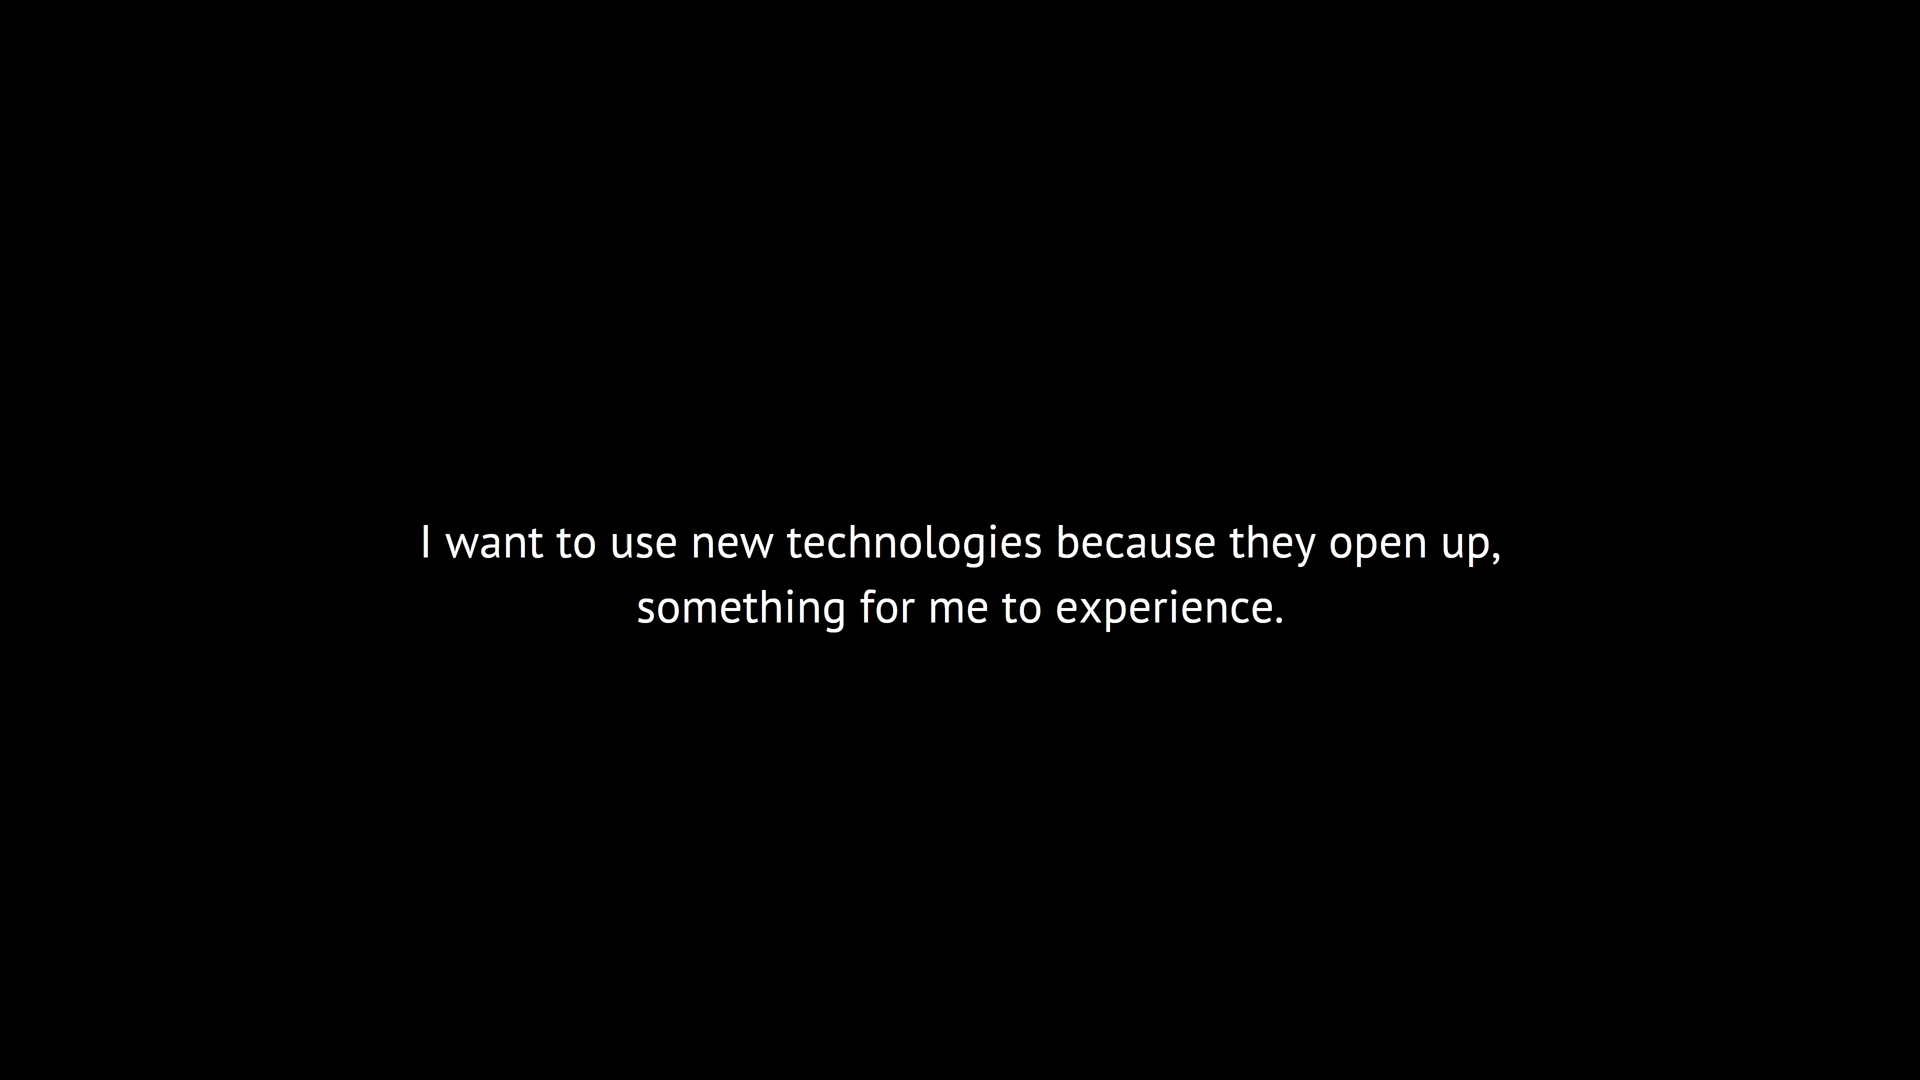 I want to use new technologies because they open up,
something for me to experience.